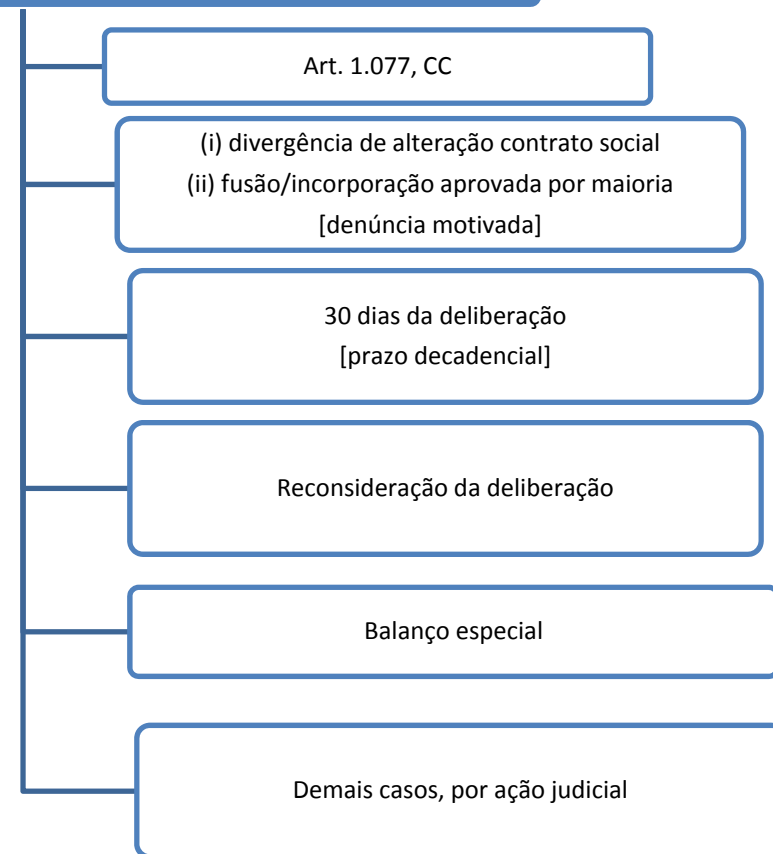 Art. 1.077, CC
(i) divergência de alteração contrato social
(ii) fusão/incorporação aprovada por maioria
[denúncia motivada]
30 dias da deliberação
[prazo decadencial]
Reconsideração da deliberação
Balanço especial
Demais casos, por ação judicial